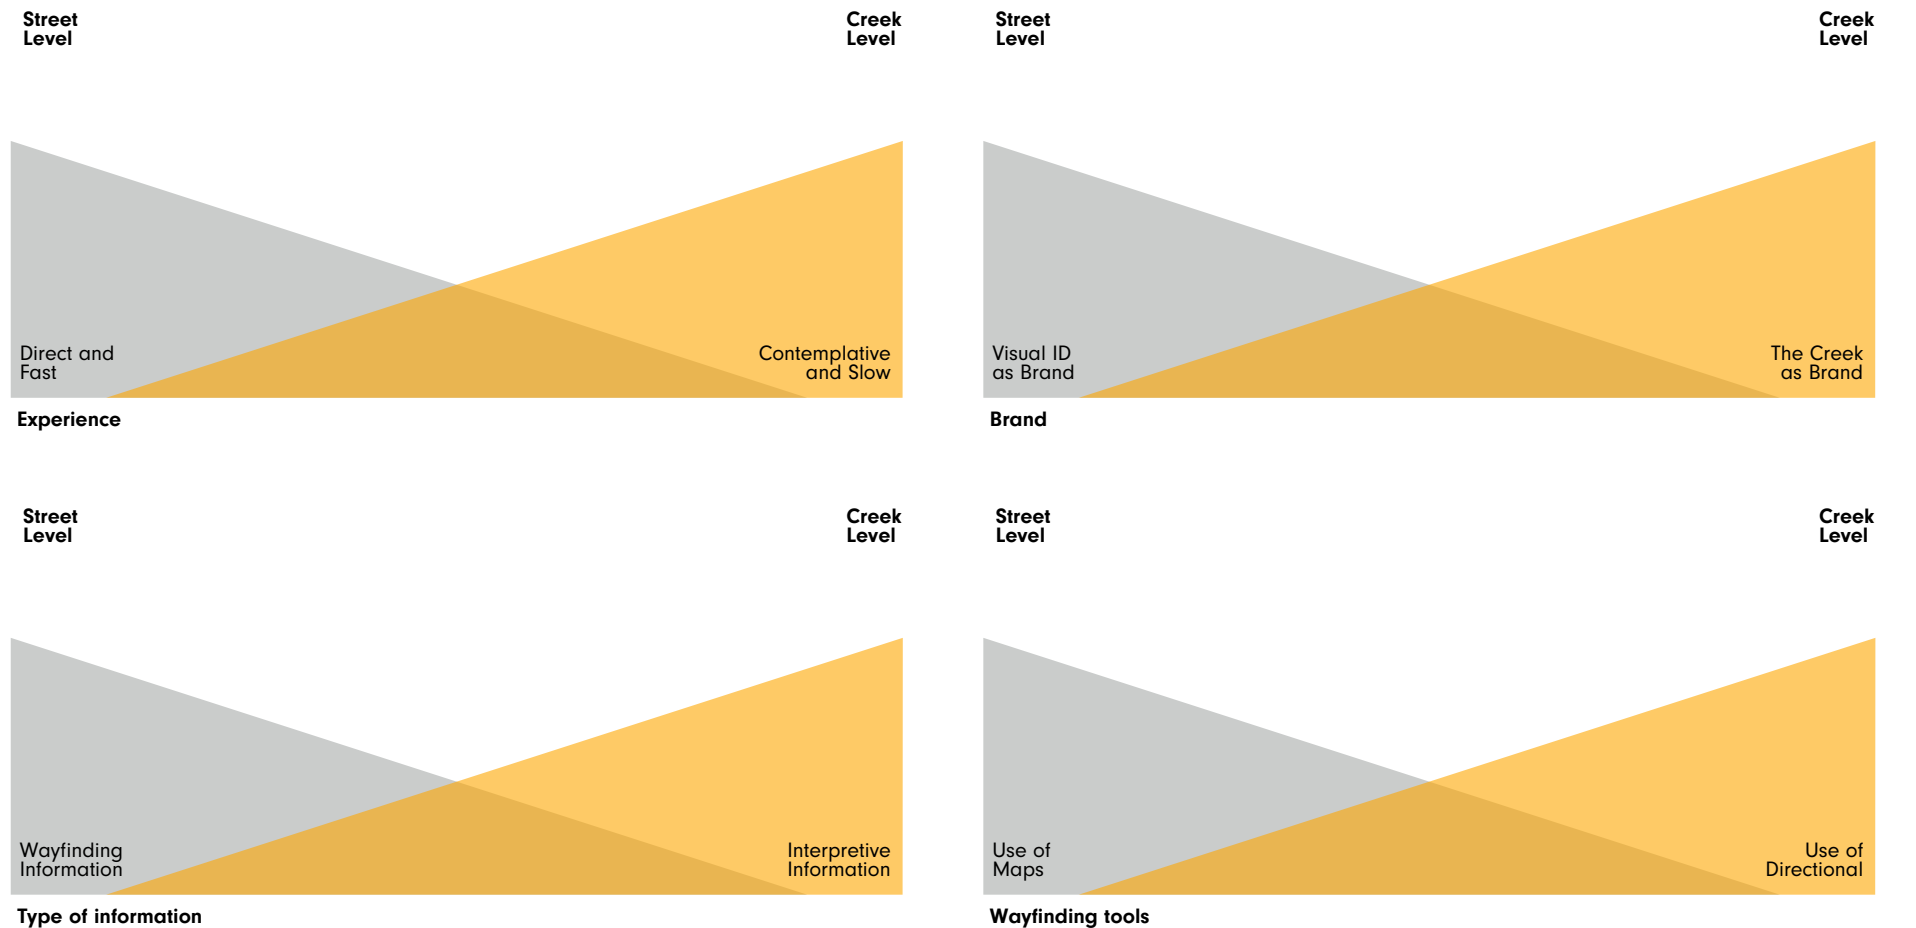 Street
Level
Creek
Level
Direct and
Fast
Contemplative
and Slow
Experience
Street
Level
Creek
Level
Visual ID
as Brand
The Creek
as Brand
Brand
Street
Level
Creek
Level
Wayfinding
Information
Interpretive
Information
Type of information
Street
Level
Creek
Level
Use of
Maps
Use of
Directional
Wayfinding tools